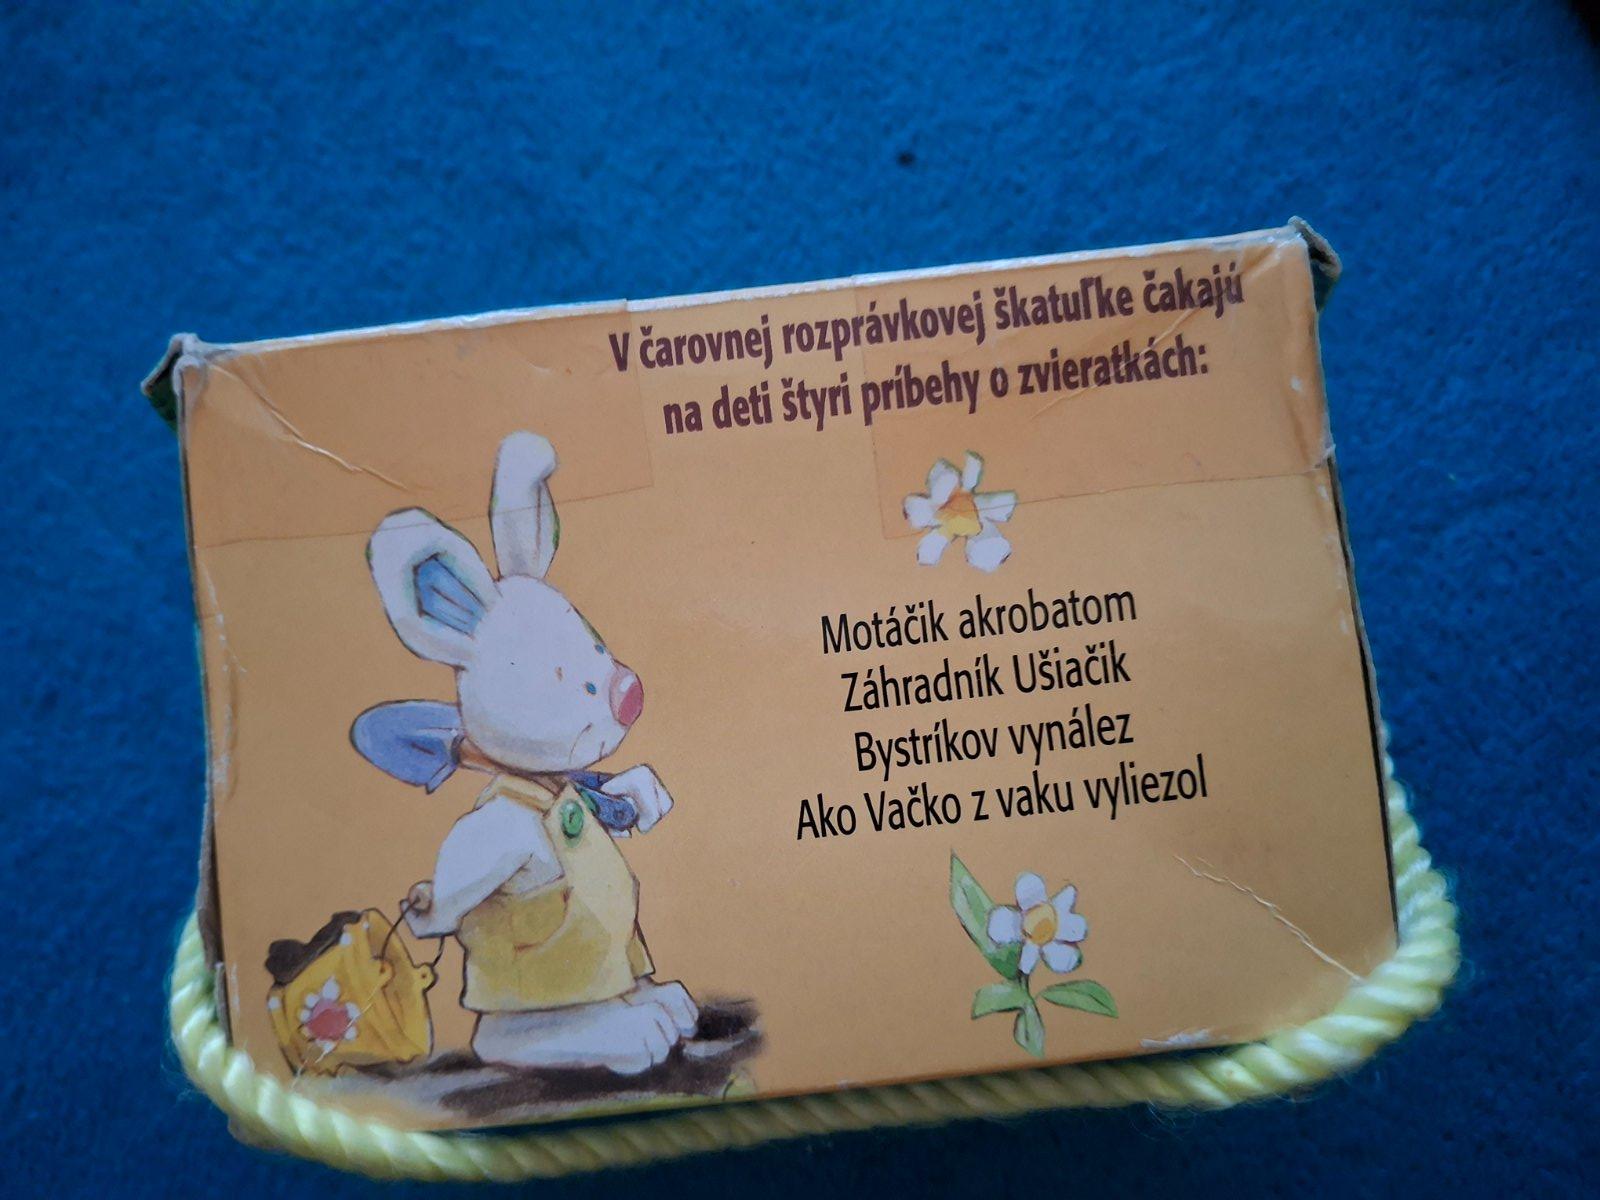 V čarovnej rozprávkovej škatuľke čakajú
na deti štyri príbehy o zvieratkách:
Motáčik akrobatom
Záhradník Ušiačik
Bystríkov vynález
Ako Vačko z vaku vyliezol